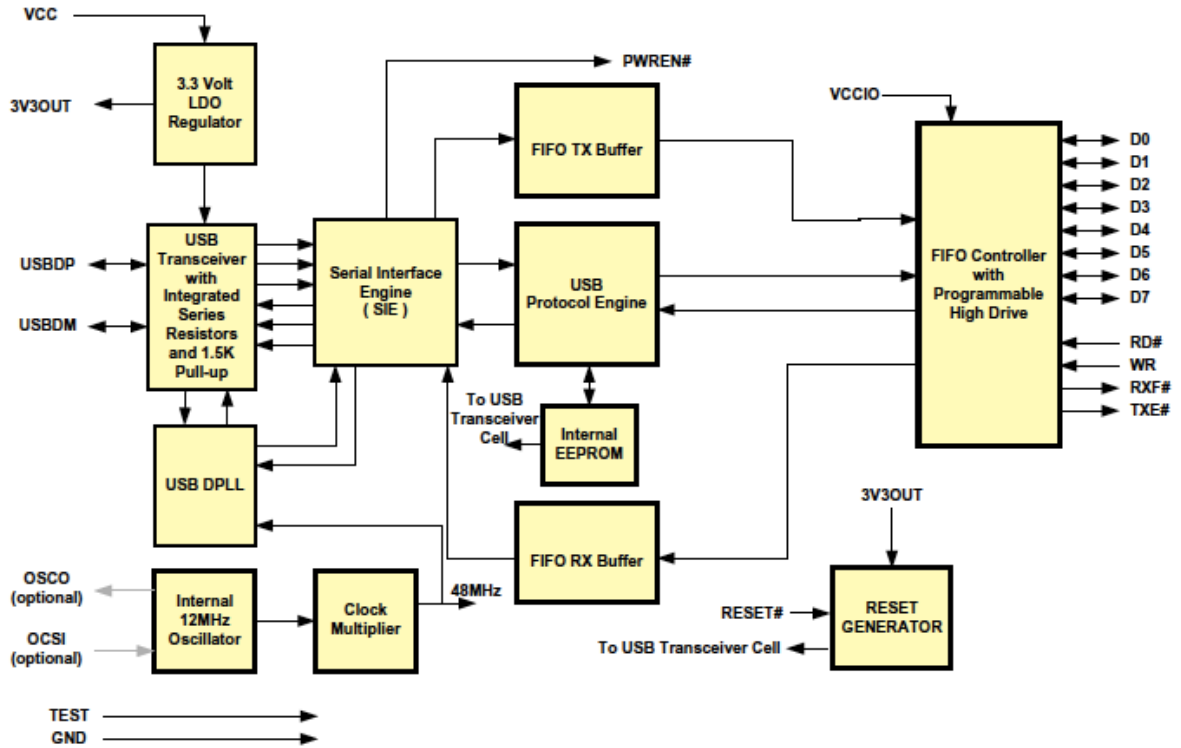 VCC
3.3 Volt
LDO
Regulator
3V3OUT
PWREN#
FIFO TX Buffer
VCCIO
FIFO Controller
with
Programmable
High Drive
D0
D1
D2
D3
D4
D5
D6
D7
RD#
WR
RXF#
TXE#
USBDP
USBDM
USB
Transceiver
with
Integrated
Series
Resistors
and 1.5K
Pull-up
Serial Interface
Engine
( SIE )
USB
Protocol Engine
To USB
Transceiver
Cell
Internal
EEPROM
USB DPLL
FIFO RX Buffer
3V3OUT
OSCO
(optional)
OCSI
(optional)
Internal
12MHz
Oscillator
Clock
Multiplier
48MHz
RESET#
RESET
GENERATOR
To USB Transceiver Cell
TEST
GND